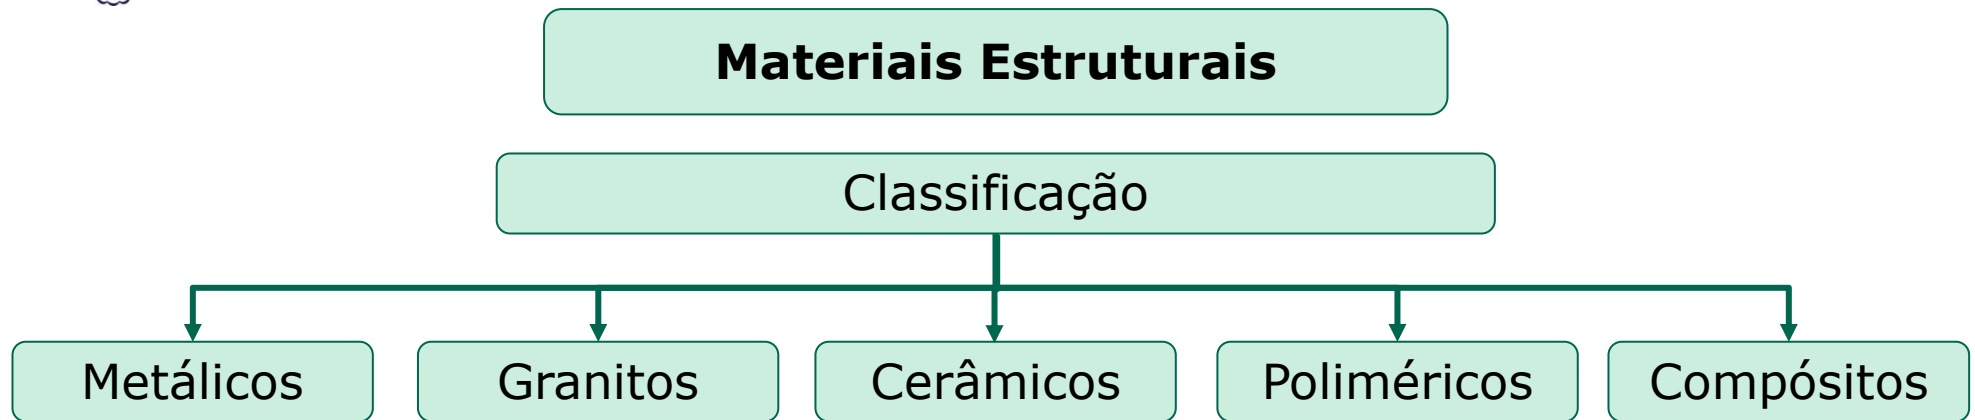 Materiais Estruturais
Classificação
Metálicos
Granitos
Cerâmicos
Poliméricos
Compósitos